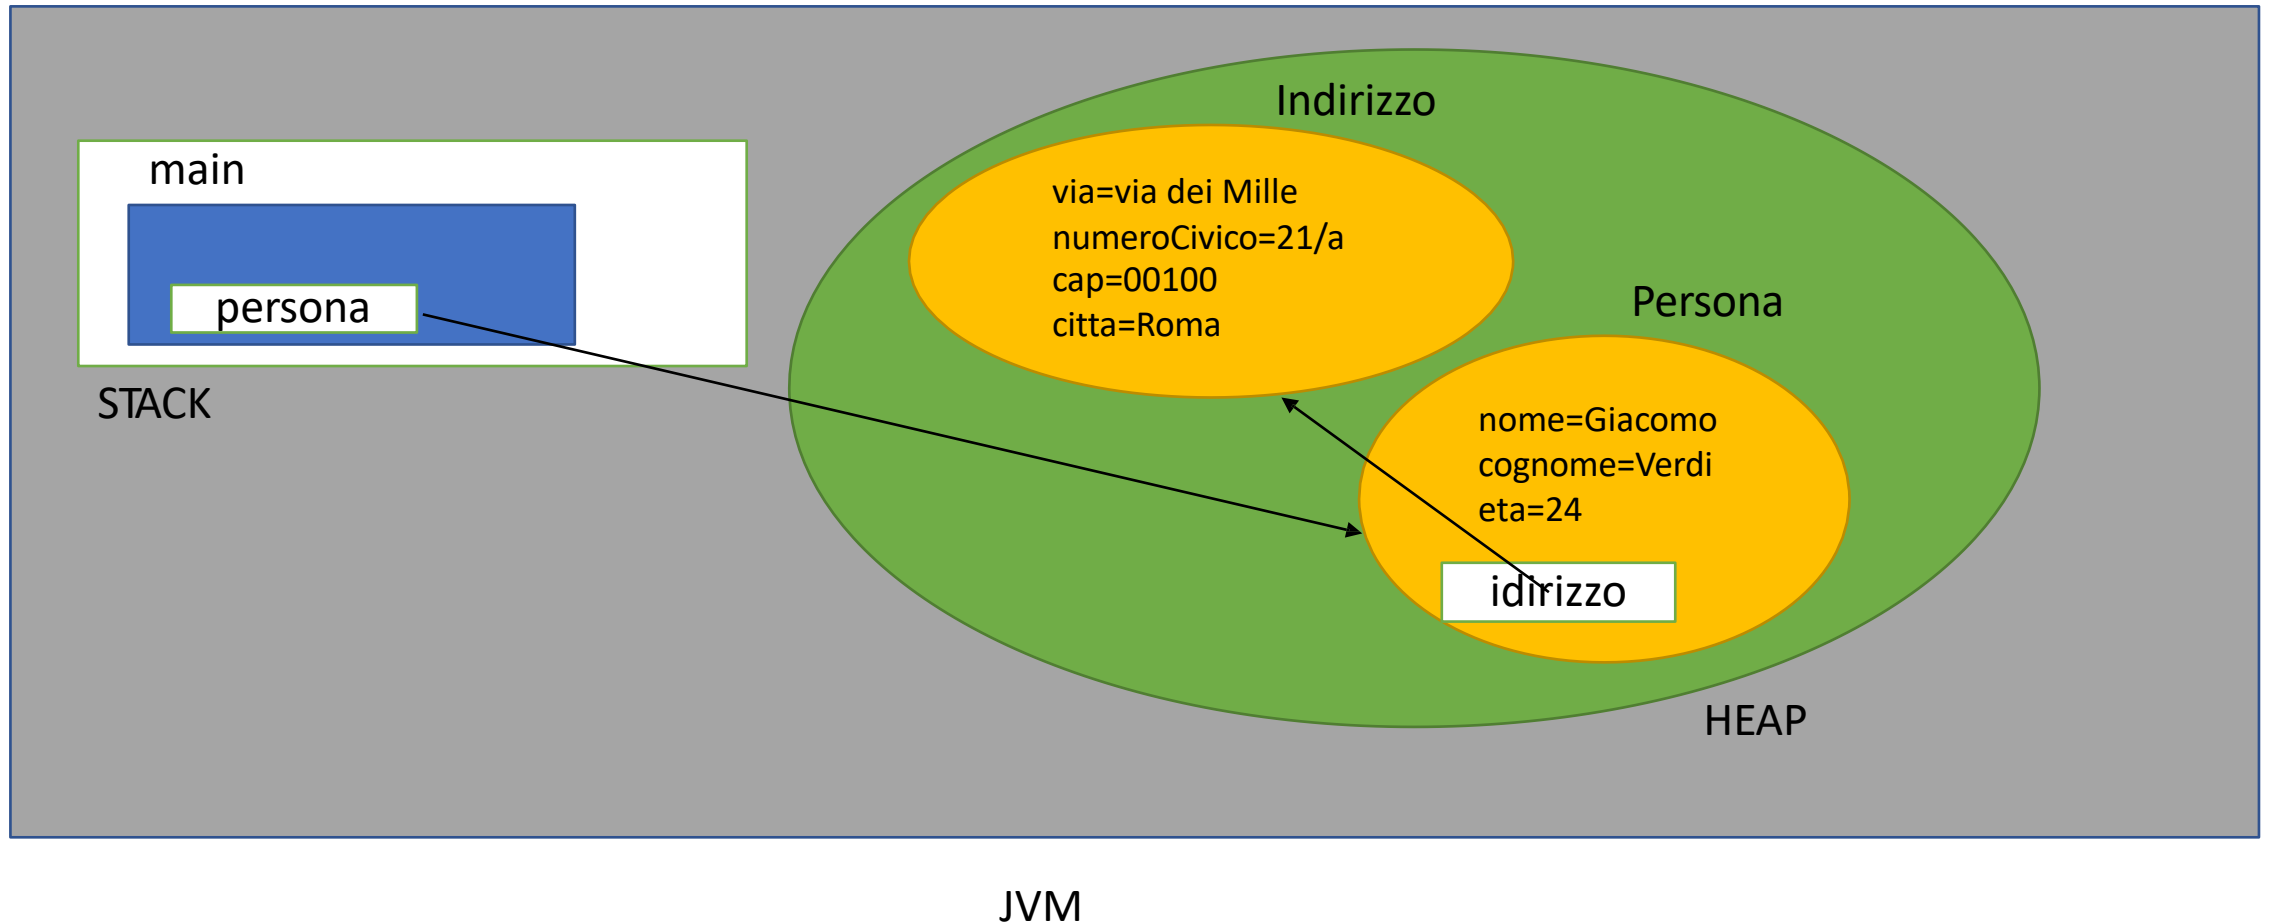 main
persona
STACK
Indirizzo
via=via dei Mille
numeroCivico=21/a
cap=00100
citta=Roma
Persona
nome=Giacomo
cognome=Verdi
eta=24
idirizzo
HEAP
JVM